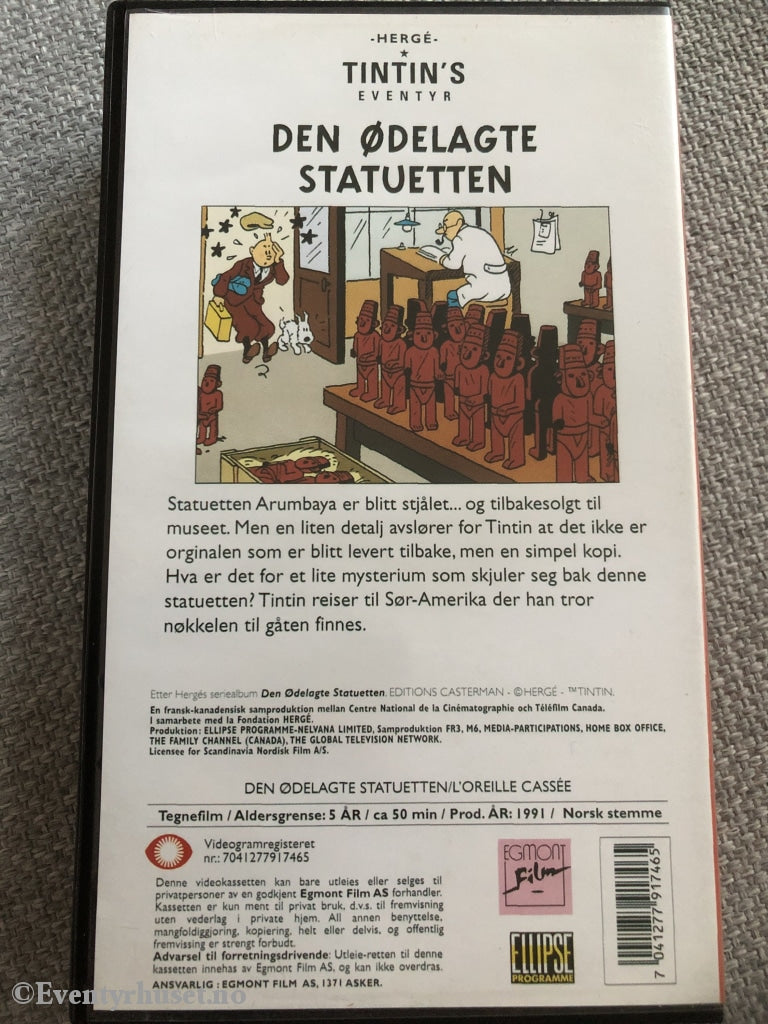 -HERGÉ-
TINTIN'S
EVENTYR
DEN ØDELAGTE
STATUETTEN
Statuetten Arumbaya er blitt stjålet... og tilbakesolgt til
museet. Men en liten detalj avslører for Tintin at det ikke er
orginalen som er blitt levert tilbake, men en simpel kopi.
Hva er det for et lite mysterium som skjuler seg bak denne
statuetten? Tintin reiser til Sør-Amerika der han tror
nøkkelen til gåten finnes.
Etter Hergés seriealbum Den Ødelagte Statuetten. EDITIONS CASTERMAN - ©HERGÉ - ™TINTIN.
En fransk-kanadensisk samproduktion mellan Centre National de la Cinématographie och Téléfilm Canada.
I samarbete med la Fondation HERGÉ.
Produktion: ELLIPSE PROGRAMME-NELVANA LIMITED, Samproduktion FR3, M6, MEDIA-PARTICIPATIONS, HOME BOX OFFICE,
THE FAMILY CHANNEL (CANADA), THE GLOBAL TELEVISION NETWORK.
Licensee for Scandinavia Nordisk Film A/S.
DEN ØDELAGTE STATUETTEN/L'OREILLE CASSÉE
Tegnefilm / Aldersgrense: 5 ÅR / ca 50 min / Prod. ÅR: 1991 / Norsk stemme
Videogramregisteret
nr.: 7041277917465
Denne videokassetten kan bare utleies eller selges til
privatpersoner av en godkjent Egmont Film AS forhandler.
Kassetten er kun ment til privat bruk, d.v.s. til fremvisning
uten vederlag i private hjem. All annen benyttelse,
mangfoldiggjøring, kopiering, helt eller delvis, og offentlig
fremvissing er strengt forbudt.
Advarsel til forretningsdrivende: Utleie-retten til denne
kassetten innehas av Egmont Film AS, og kan ikke overdras.
ANSVARLIG : EGMONT FILM AS, 1371 ASKER.
EGMONT
Film
ELLIPSE
PROGRAMME
7 041277 917465
©Eventyrhuset.no